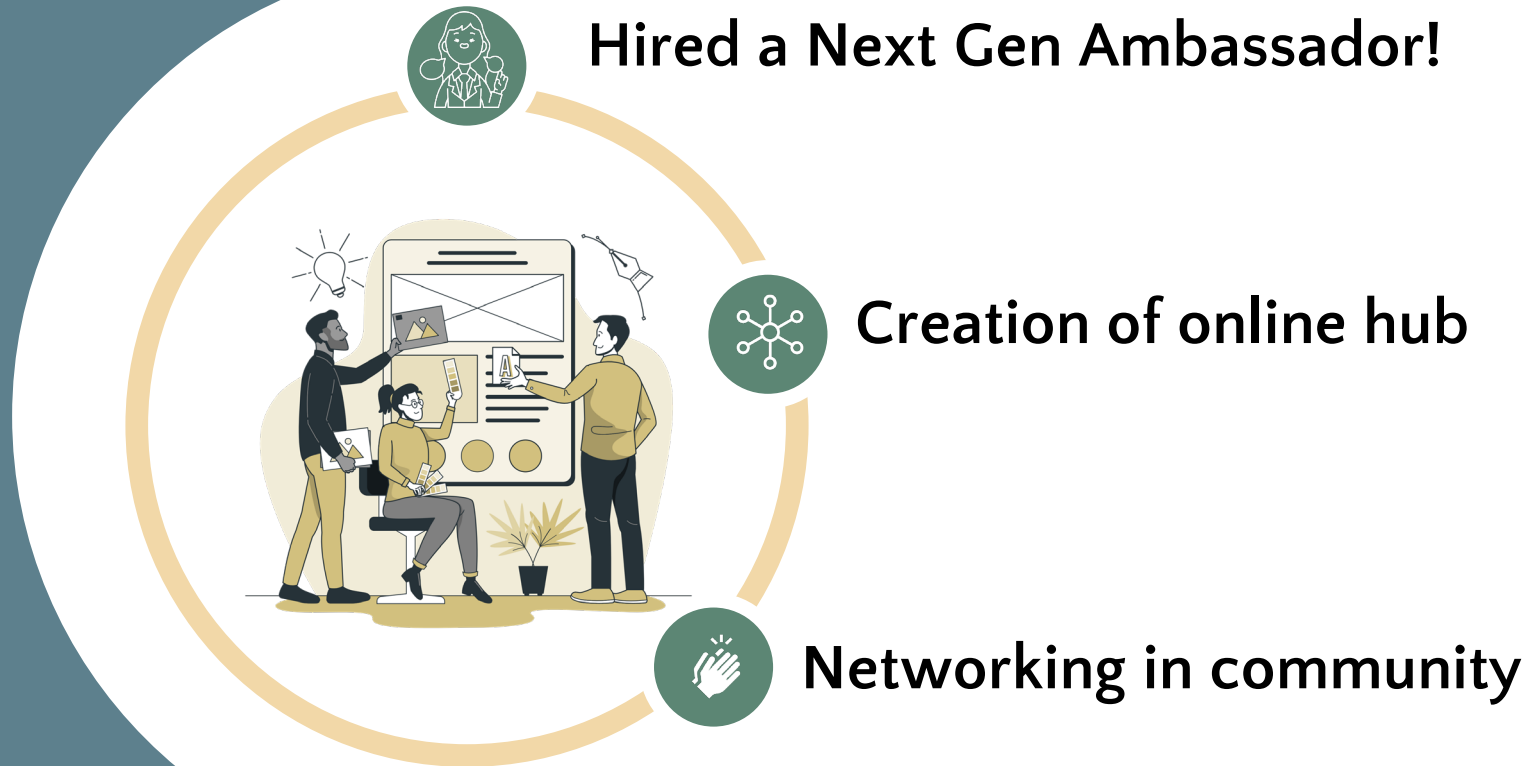 Hired a Next Gen Ambassador!
Creation of online hub
A
Networking in community